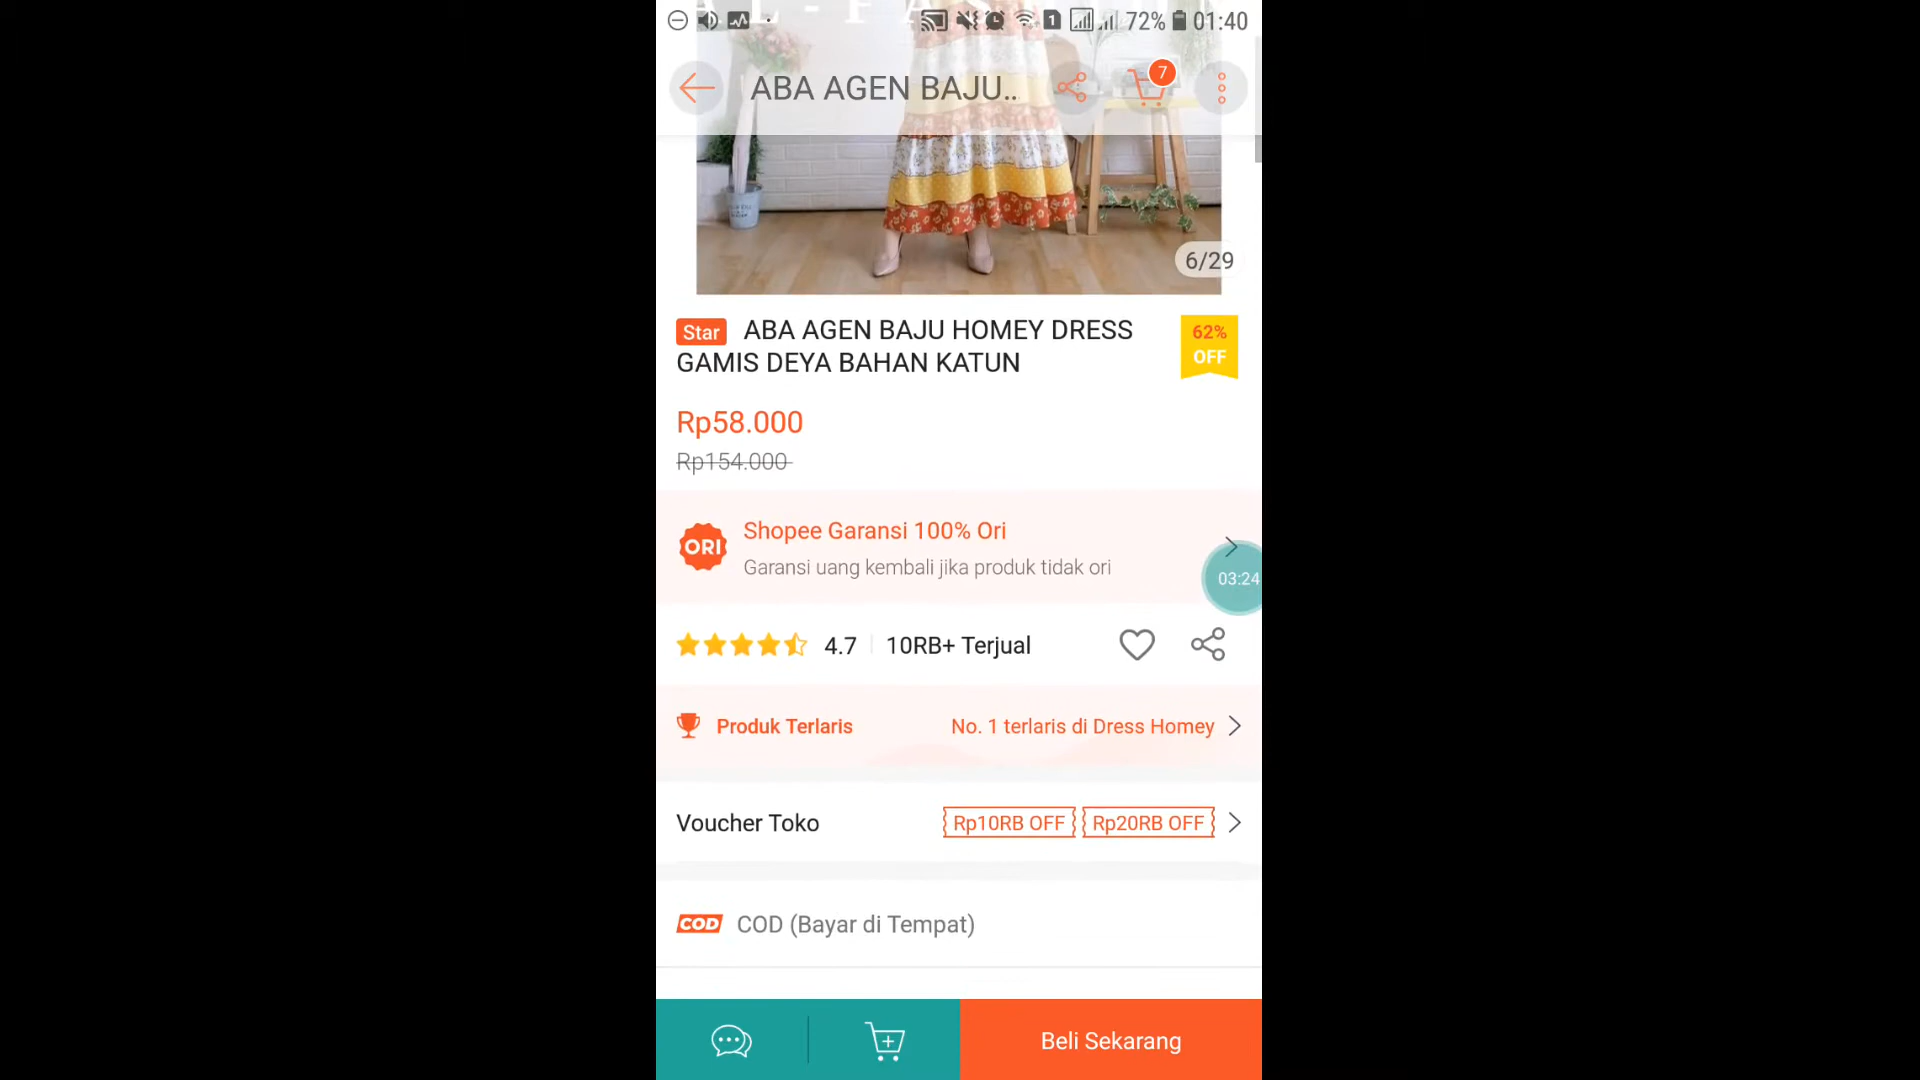 72% 01:40
ABA AGEN BAJU.. 7
6/29
Star ABA AGEN BAJU HOMEY DRESS
GAMIS DEYA BAHAN KATUN
62%
OFF
Rp58.000
Rp154.000
ORI
Shopee Garansi 100% Ori
Garansi uang kembali jika produk tidak ori
03:24
4.7 10RB+ Terjual
Produk Terlaris No. 1 terlaris di Dress Homey
Voucher Toko Rp10RB OFF Rp20RB OFF
COD COD (Bayar di Tempat)
Beli Sekarang